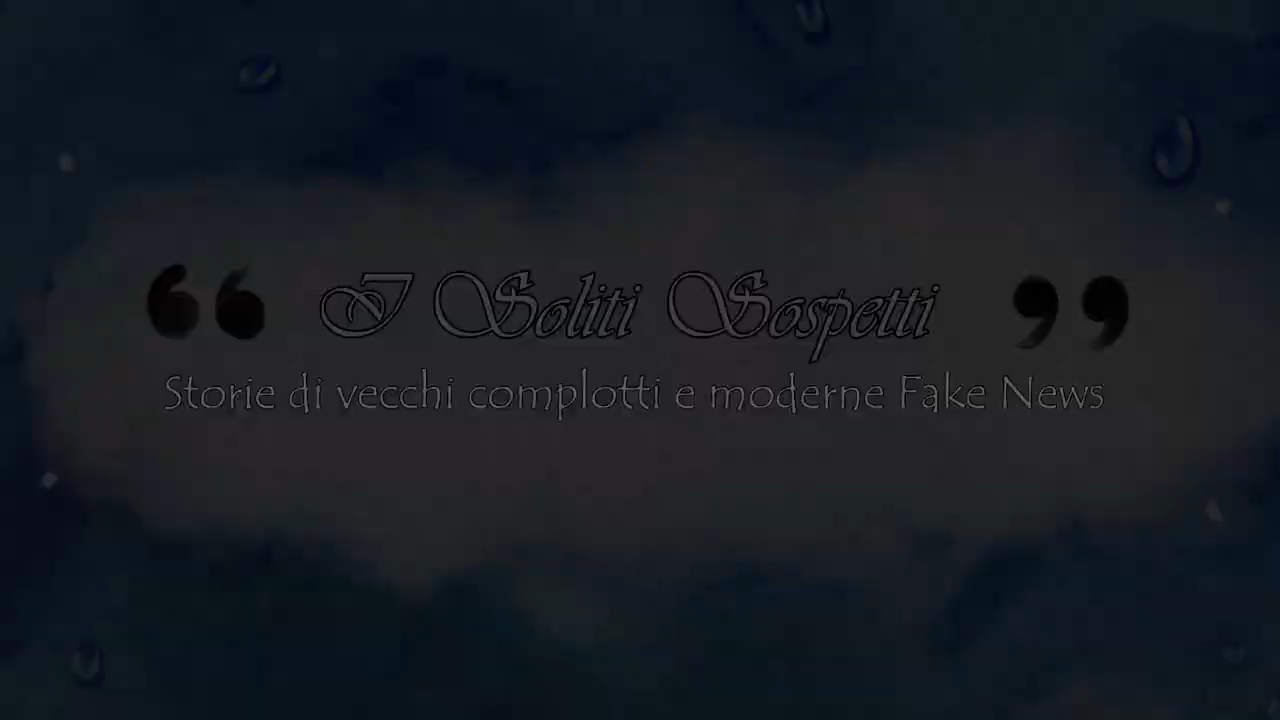 “ I Soliti Sospetti ”
Storie di vecchi complotti e moderne Fake News